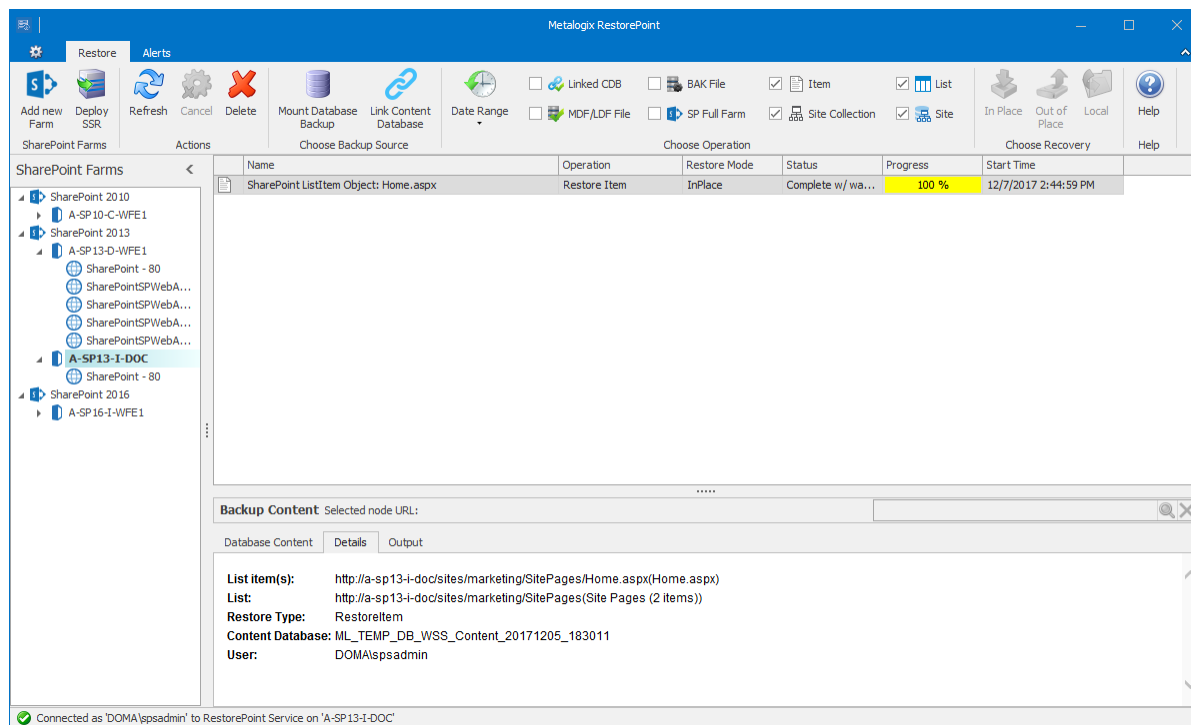 Metalogix RestorePoint
Restore Alerts
Add new Farm
Deploy SSR
Refresh
Cancel
Delete
Mount Database Backup
Link Content Database
Date Range
Linked CDB
BAK File
Item
List
MDF/LDF File
SP Full Farm
Site Collection
Site
In Place
Out of Place
Local
Help
SharePoint Farms
Actions
Choose Backup Source
Choose Operation
Choose Recovery
Help
SharePoint Farms
SharePoint 2010
A-SP10-C-WFE1
SharePoint 2013
A-SP13-D-WFE1
SharePoint - 80
SharePointSPWebA...
SharePointSPWebA...
SharePointSPWebA...
SharePointSPWebA...
A-SP13-I-DOC
SharePoint - 80
SharePoint 2016
A-SP16-I-WFE1
Name Operation Restore Mode Status Progress Start Time
SharePoint ListItem Object: Home.aspx Restore Item InPlace Complete w/ wa... 100 % 12/7/2017 2:44:59 PM
Backup Content Selected node URL:
Database Content Details Output
List item(s): http://a-sp13-i-doc/sites/marketing/SitePages/Home.aspx(Home.aspx)
List: http://a-sp13-i-doc/sites/marketing/SitePages(Site Pages (2 items))
Restore Type: RestoreItem
Content Database: ML_TEMP_DB_WSS_Content_20171205_183011
User: DOMA\spsadmin
Connected as 'DOMA\spsadmin' to RestorePoint Service on 'A-SP13-I-DOC'